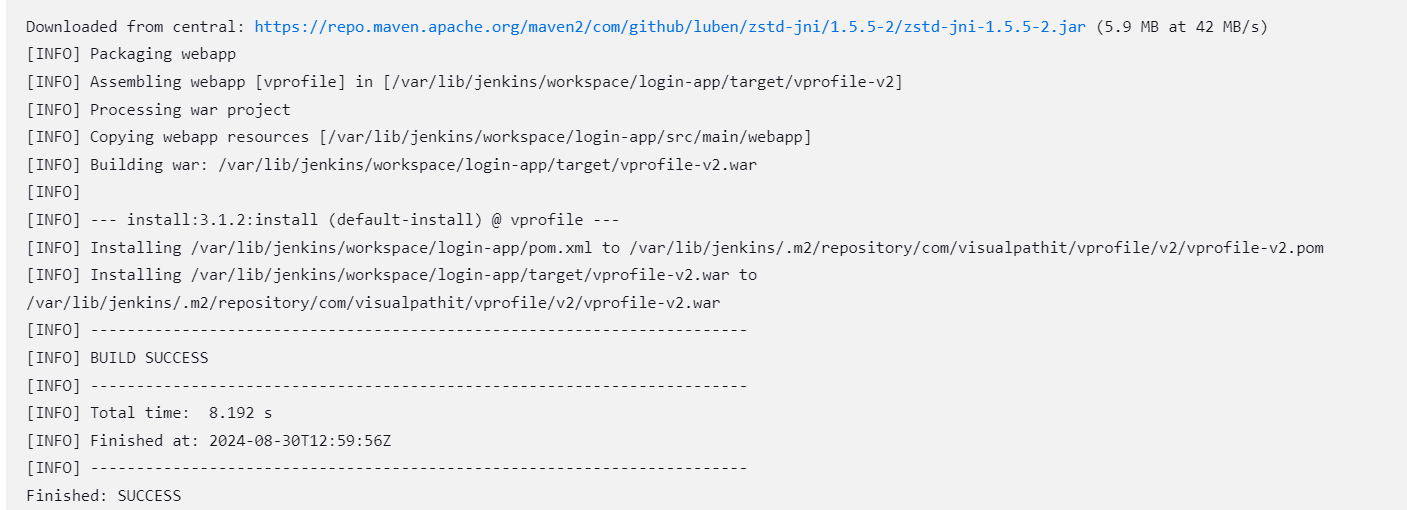 Downloaded from central: https://repo.maven.apache.org/maven2/com/github/luben/zstd-jni/1.5.5-2/zstd-jni-1.5.5-2.jar (5.9 MB at 42 MB/s)
[INFO] Packaging webapp
[INFO] Assembling webapp [vprofile] in [/var/lib/jenkins/workspace/login-app/target/vprofile-v2]
[INFO] Processing war project
[INFO] Copying webapp resources [/var/lib/jenkins/workspace/login-app/src/main/webapp]
[INFO] Building war: /var/lib/jenkins/workspace/login-app/target/vprofile-v2.war
[INFO]
[INFO] --- install:3.1.2:install (default-install) @ vprofile ---
[INFO] Installing /var/lib/jenkins/workspace/login-app/pom.xml to /var/lib/jenkins/.m2/repository/com/visualpathit/vprofile/v2/vprofile-v2.pom
[INFO] Installing /var/lib/jenkins/workspace/login-app/target/vprofile-v2.war to
/var/lib/jenkins/.m2/repository/com/visualpathit/vprofile/v2/vprofile-v2.war
[INFO] ------------------------------------------------------------------------
[INFO] BUILD SUCCESS
[INFO] ------------------------------------------------------------------------
[INFO] Total time:  8.192 s
[INFO] Finished at: 2024-08-30T12:59:56Z
[INFO] ------------------------------------------------------------------------
Finished: SUCCESS